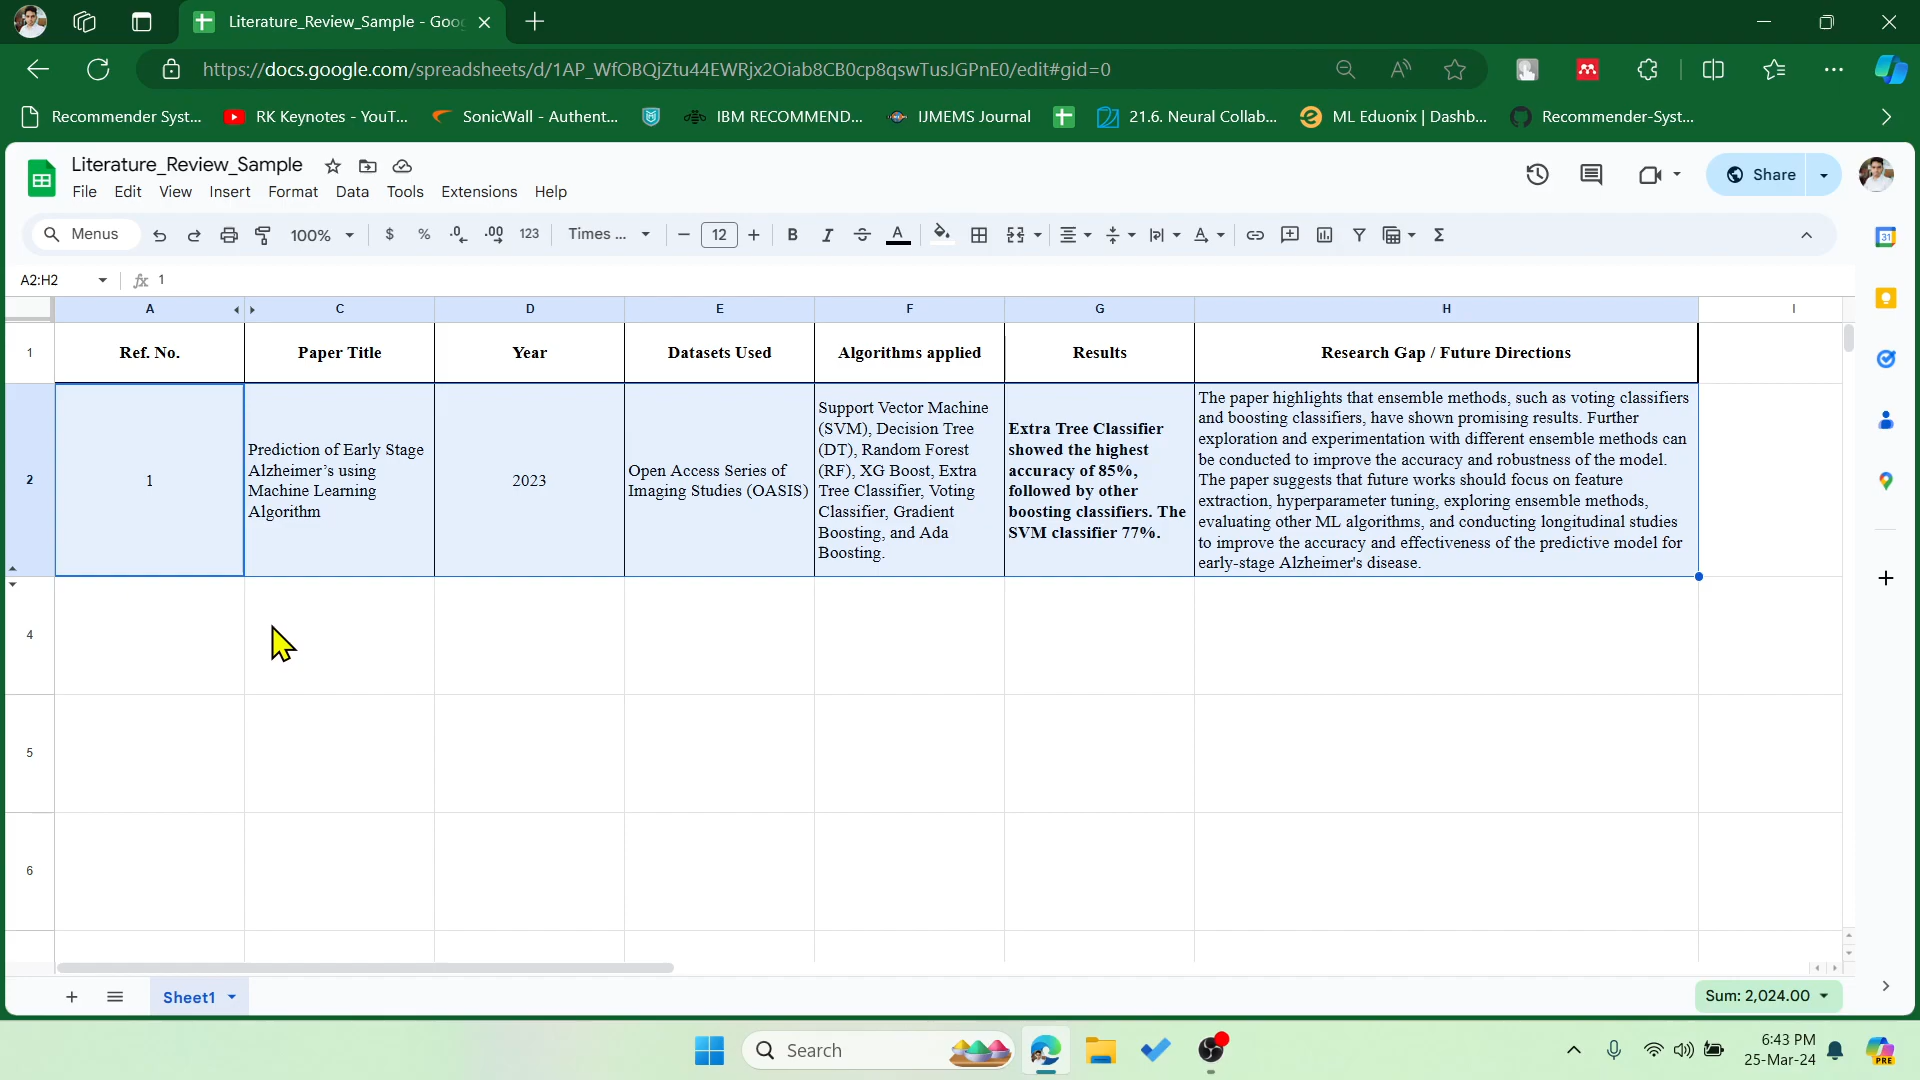 Literature_Review_Sample - Goo
https://docs.google.com/spreadsheets/d/1AP_WfOBQjZtu44EWRjx2Oiab8CB0cp8qswTusJGPnE0/edit#gid=0
Recommender Syst... RK Keynotes - YouT... SonicWall - Authent... IBM RECOMMEND... IJMEMS Journal 21.6. Neural Collab... ML Eduonix | Dashb... Recommender-Syst...
Literature_Review_Sample
File Edit View Insert Format Data Tools Extensions Help
Share
Menus 100% $ % .0 .00 123 Times ... 12 B I A
A2:H2 fx 1
A C D E F G H I
1 Ref. No. Paper Title Year Datasets Used Algorithms applied Results Research Gap / Future Directions
2
1
Prediction of Early Stage
Alzheimer’s using
Machine Learning
Algorithm
2023
Open Access Series of
Imaging Studies (OASIS)
Support Vector Machine
(SVM), Decision Tree
(DT), Random Forest
(RF), XG Boost, Extra
Tree Classifier, Voting
Classifier, Gradient
Boosting, and Ada
Boosting.
Extra Tree Classifier
showed the highest
accuracy of 85%,
followed by other
boosting classifiers. The
SVM classifier 77%.
The paper highlights that ensemble methods, such as voting classifiers
and boosting classifiers, have shown promising results. Further
exploration and experimentation with different ensemble methods can
be conducted to improve the accuracy and robustness of the model.
The paper suggests that future works should focus on feature
extraction, hyperparameter tuning, exploring ensemble methods,
evaluating other ML algorithms, and conducting longitudinal studies
to improve the accuracy and effectiveness of the predictive model for
early-stage Alzheimer's disease.
4
5
6
Sheet1
Sum: 2,024.00
Search
6:43 PM
25-Mar-24
31
PRE